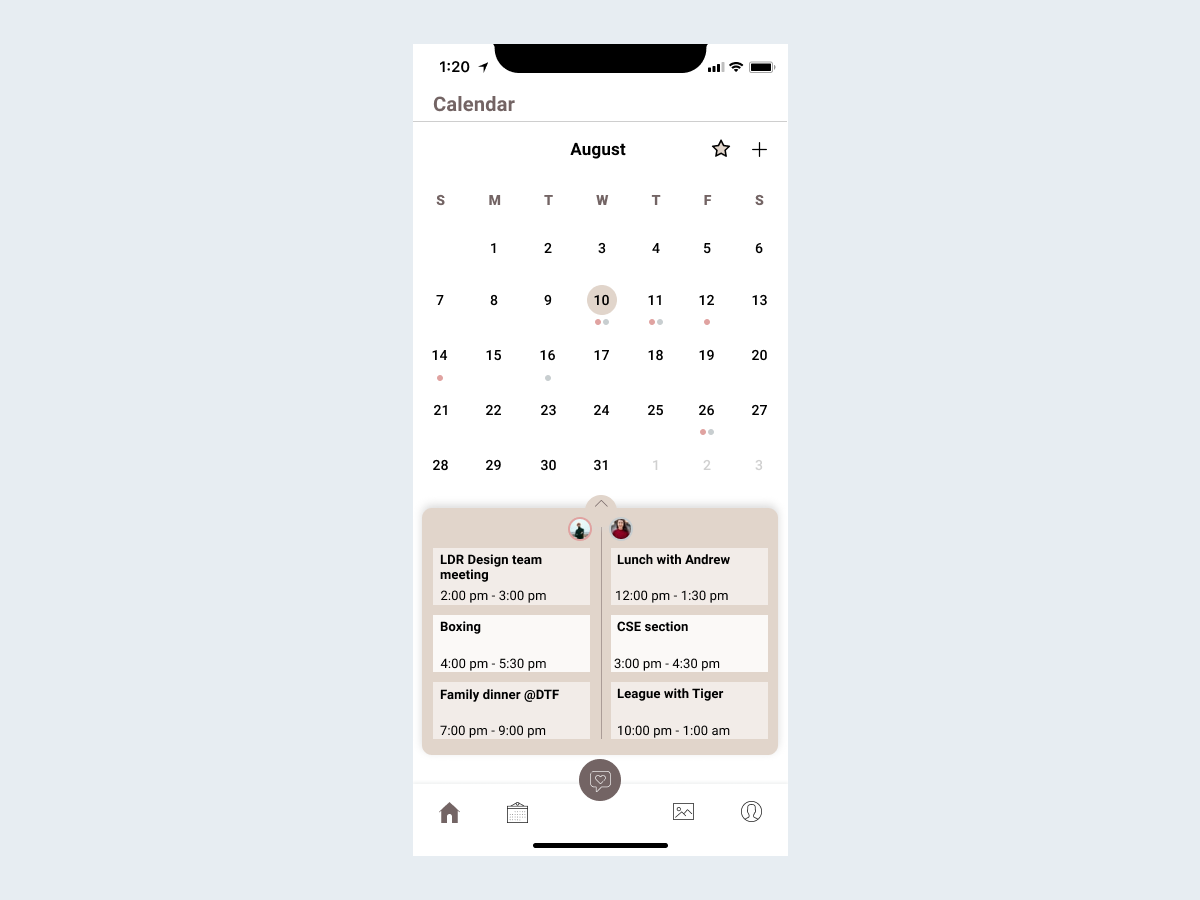 1:20
Calendar
August
S M T W T F S
1 2 3 4 5 6
7 8 9 10 11 12 13
14 15 16 17 18 19 20
21 22 23 24 25 26 27
28 29 30 31 1 2 3
LDR Design team
meeting
2:00 pm - 3:00 pm
Boxing
4:00 pm - 5:30 pm
Family dinner @DTF
7:00 pm - 9:00 pm
Lunch with Andrew
12:00 pm - 1:30 pm
CSE section
3:00 pm - 4:30 pm
League with Tiger
10:00 pm - 1:00 am